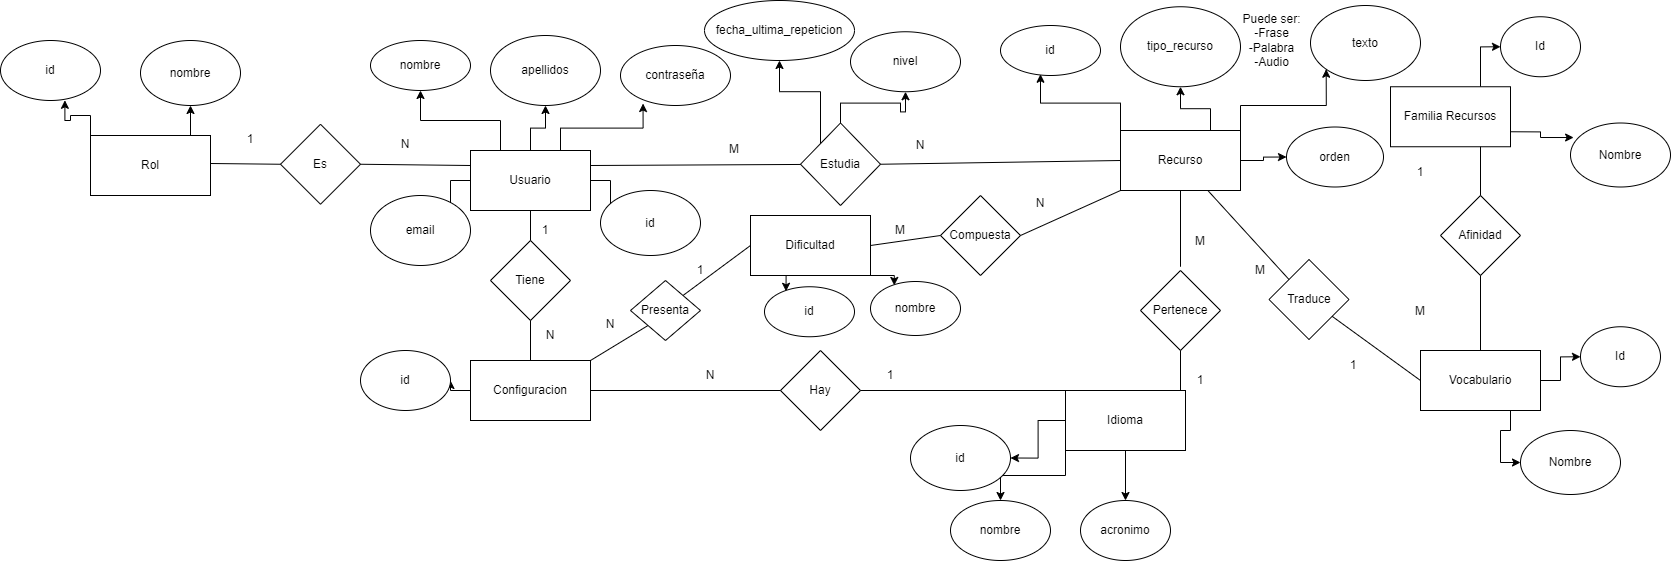 fecha_ultima_repeticion
Puede ser:
-Frase
-Palabra
-Audio
id
nombre
nombre
apellidos
contraseña
nivel
id
tipo_recurso
texto
Id
Familia Recursos
Nombre
Rol
1
Es
N
Usuario
M
Estudia
N
Recurso
orden
email
id
1
Tiene
N
Dificultad
M
Compuesta
N
1
Presenta
N
id
nombre
M
Pertenece
1
M
Traduce
1
1
Afinidad
M
id
Configuracion
N
Hay
1
Idioma
id
nombre
acronimo
Vocabulario
Id
Nombre